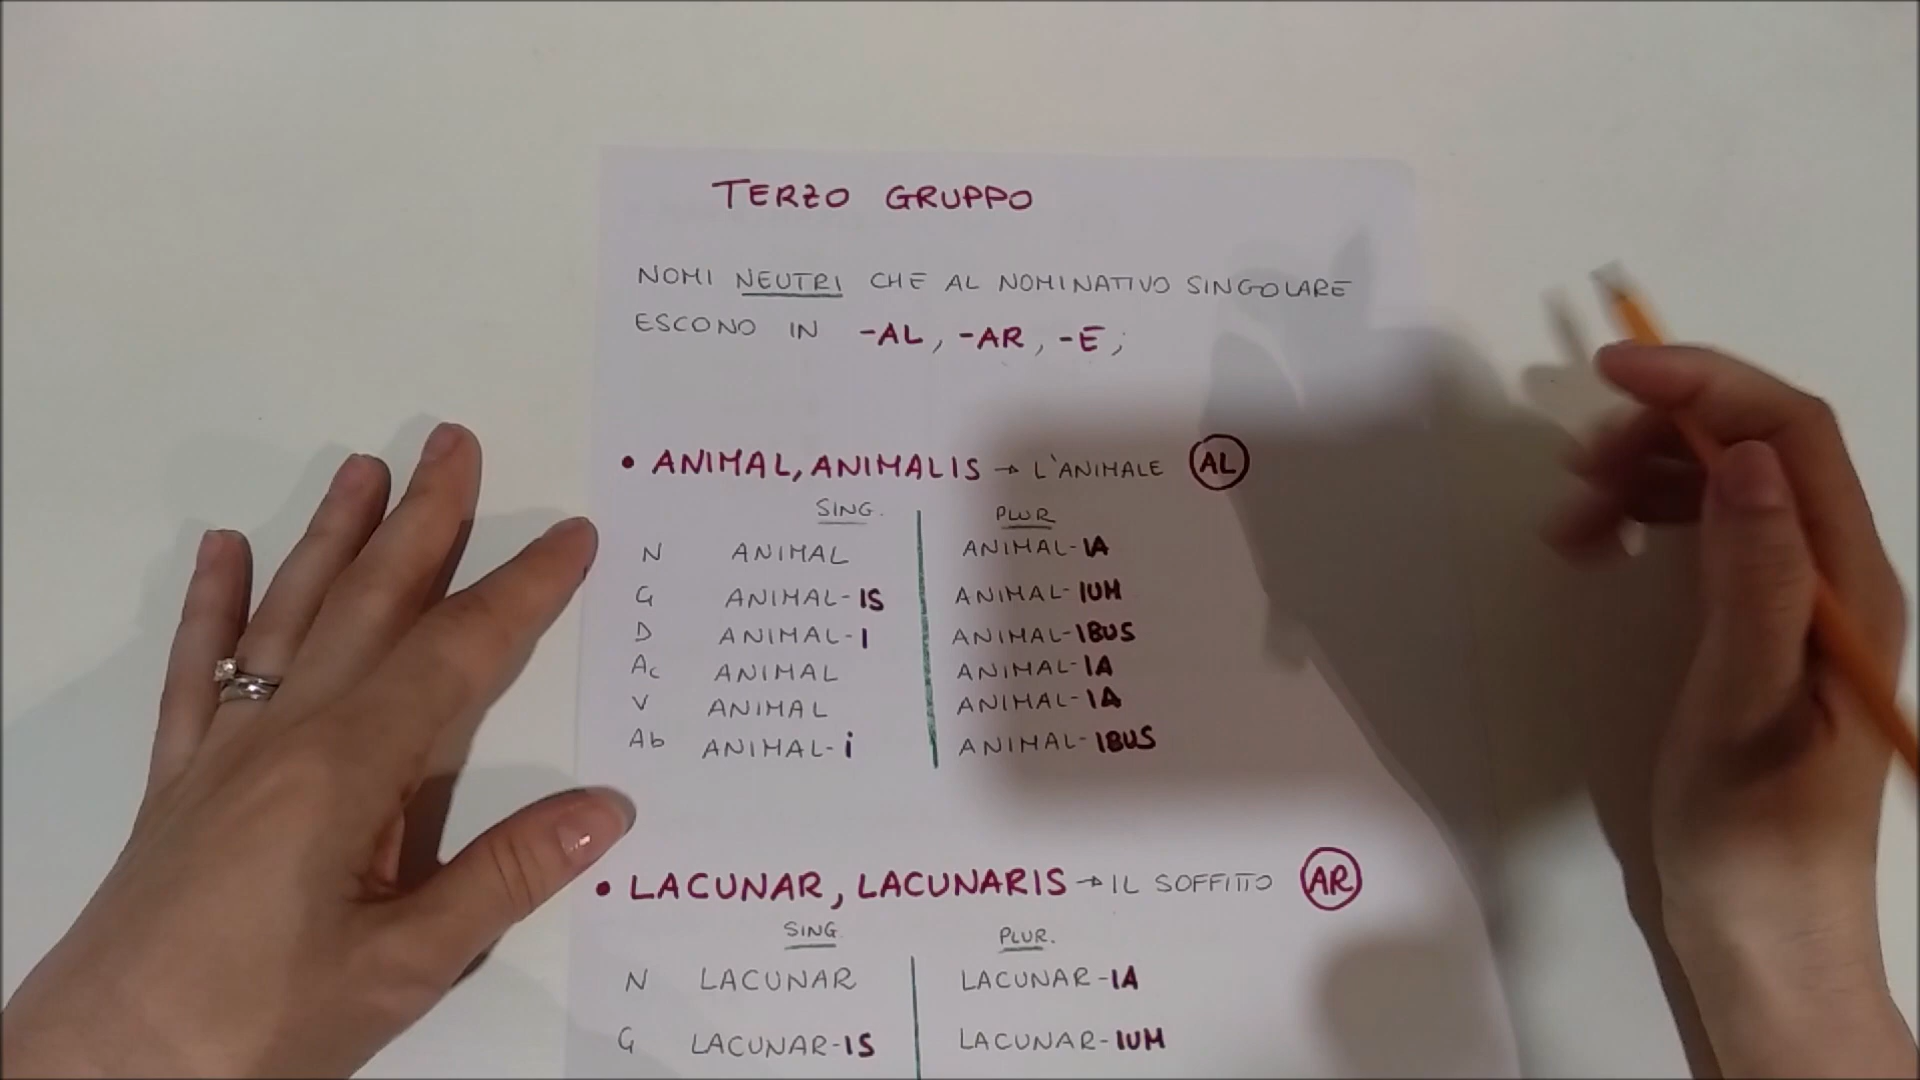 TERZO GRUPPO
NOMI NEUTRI CHE AL NOMINATIVO SINGOLARE
ESCONO IN -AL, -AR, -E;
• ANIMAL, ANIMALIS → L'ANIMALE AL
SING. PLUR
N ANIMAL ANIMAL-IA
G ANIMAL-IS ANIMAL-IUM
D ANIMAL-I ANIMAL-IBUS
Ac ANIMAL ANIMAL-IA
V ANIMAL ANIMAL-IA
Ab ANIMAL-i ANIMAL-IBUS
• LACUNAR, LACUNARIS → IL SOFFITTO AR
SING. PLUR.
N LACUNAR LACUNAR-IA
G LACUNAR-IS LACUNAR-IUM